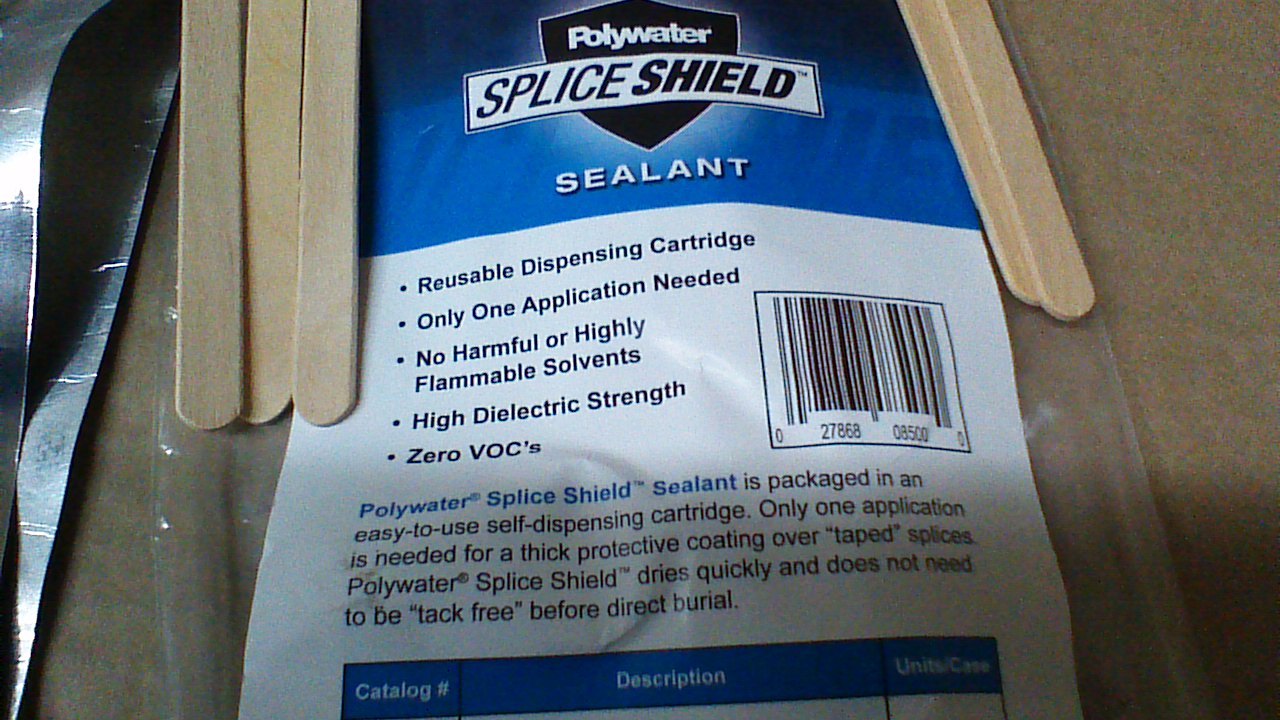 Polywater
SPLICE SHIELD™
SEALANT
• Reusable Dispensing Cartridge
• Only One Application Needed
• No Harmful or Highly
Flammable Solvents
• High Dielectric Strength
• Zero VOC's
0 27868 08500 0
Polywater® Splice Shield™ Sealant is packaged in an
easy-to-use self-dispensing cartridge. Only one application
is needed for a thick protective coating over “taped” splices.
Polywater® Splice Shield™ dries quickly and does not need
to be “tack free” before direct burial.
Catalog # Description Units/Case